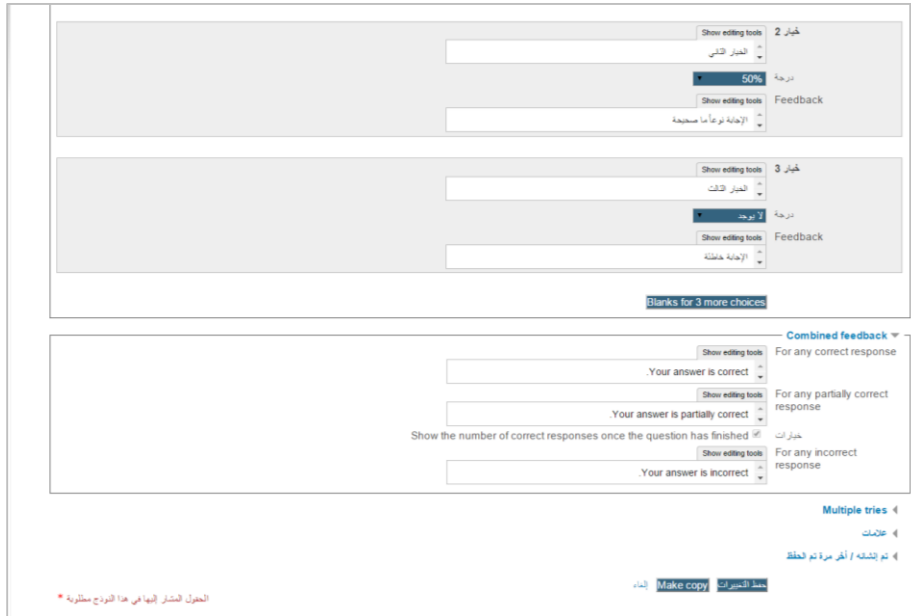 خيار 2 Show editing tools
الخيار الثاني
درجة 50%
Feedback Show editing tools
الإجابة نوعاً ما صحيحة
خيار 3 Show editing tools
الخيار الثالث
درجة لا يوجد
Feedback Show editing tools
الإجابة خاطئة
Blanks for 3 more choices
Combined feedback
For any correct response Show editing tools
.Your answer is correct
For any partially correct response Show editing tools
.Your answer is partially correct
خيارات Show the number of correct responses once the question has finished
For any incorrect response Show editing tools
.Your answer is incorrect
Multiple tries
علامات
تم إنشائه / أخر مرة تم الحفظ
حفظ التغييرات Make copy إلغاء
الحقول المشار إليها في هذا النموذج مطلوبة *